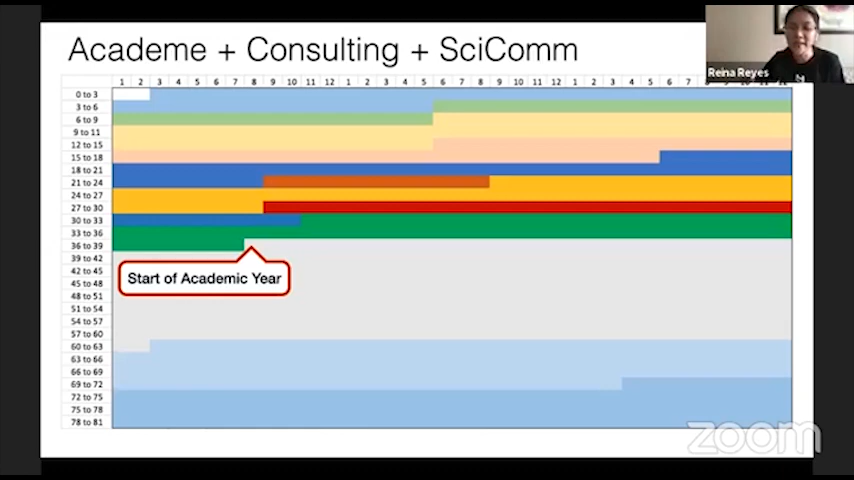 Academe + Consulting + SciComm
Reina Reyes
1 2 3 4 5 6 7 8 9 10 11 12 1 2 3 4 5 6 7 8 9 10 11 12 1 2 3 4 5 6 7
0 to 3
3 to 6
6 to 9
9 to 11
12 to 15
15 to 18
18 to 21
21 to 24
24 to 27
27 to 30
30 to 33
33 to 36
36 to 39
39 to 42
Start of Academic Year
42 to 45
45 to 48
48 to 51
51 to 54
54 to 57
57 to 60
60 to 63
63 to 66
66 to 69
69 to 72
72 to 75
75 to 78
78 to 81
zoom